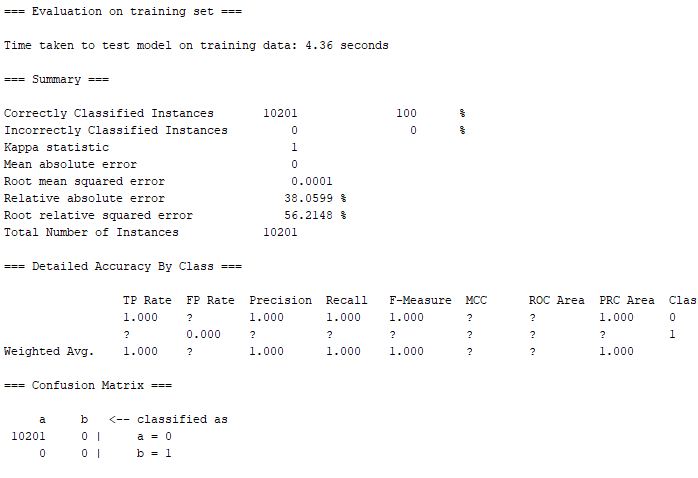 === Evaluation on training set ===
Time taken to test model on training data: 4.36 seconds
=== Summary ===
Correctly Classified Instances 10201 100 %
Incorrectly Classified Instances 0 0 %
Kappa statistic 1
Mean absolute error 0
Root mean squared error 0.0001
Relative absolute error 38.0599 %
Root relative squared error 56.2148 %
Total Number of Instances 10201
=== Detailed Accuracy By Class ===
TP Rate FP Rate Precision Recall F-Measure MCC ROC Area PRC Area Clas
1.000 ? 1.000 1.000 1.000 ? ? 1.000 0
? 0.000 ? ? ? ? ? ? 1
Weighted Avg. 1.000 ? 1.000 1.000 1.000 ? ? 1.000
=== Confusion Matrix ===
a b <-- classified as
10201 0 | a = 0
0 0 | b = 1